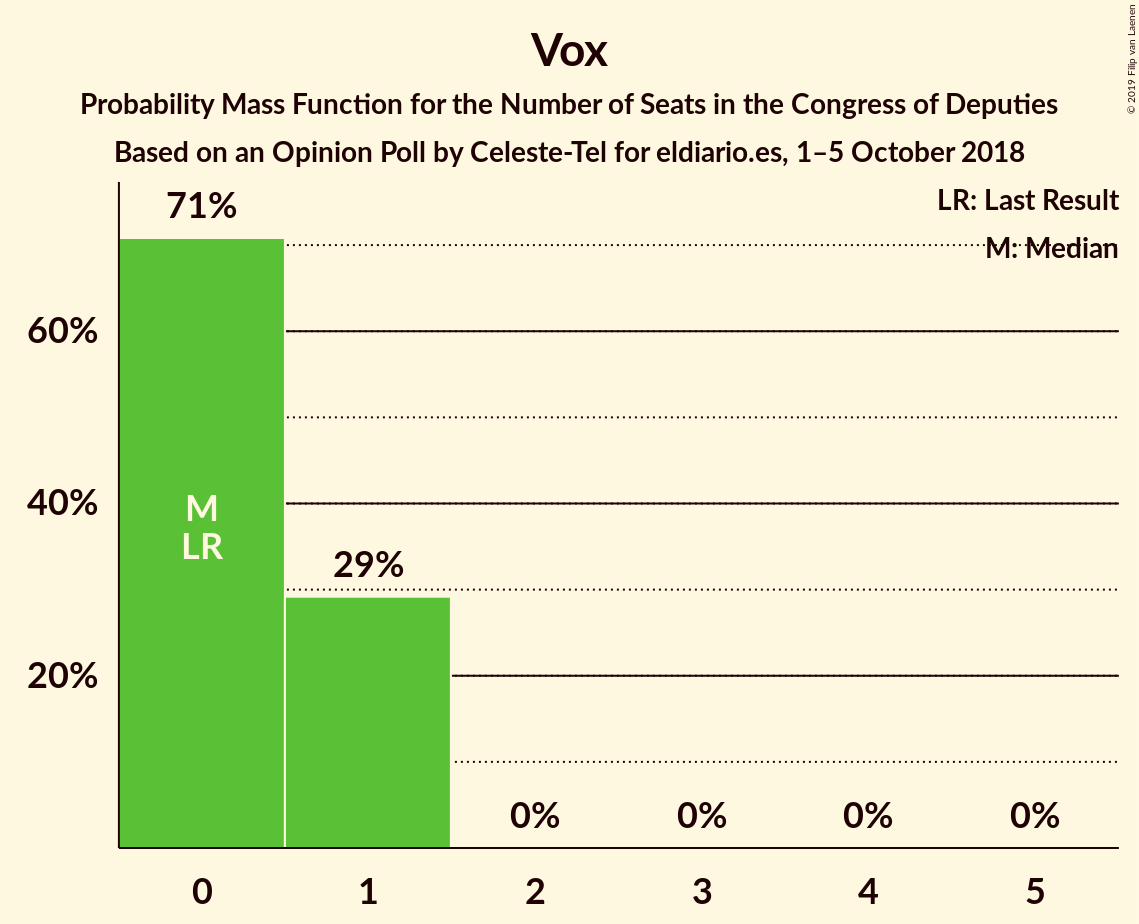 Vox
Probability Mass Function for the Number of Seats in the Congress of Deputies
Based on an Opinion Poll by Celeste-Tel for eldiario.es, 1–5 October 2018
© 2019 Filip van Laenen
LR: Last Result
M: Median
71%
60%
40%
M
LR
29%
20%
0% 0% 0% 0%
0 1 2 3 4 5